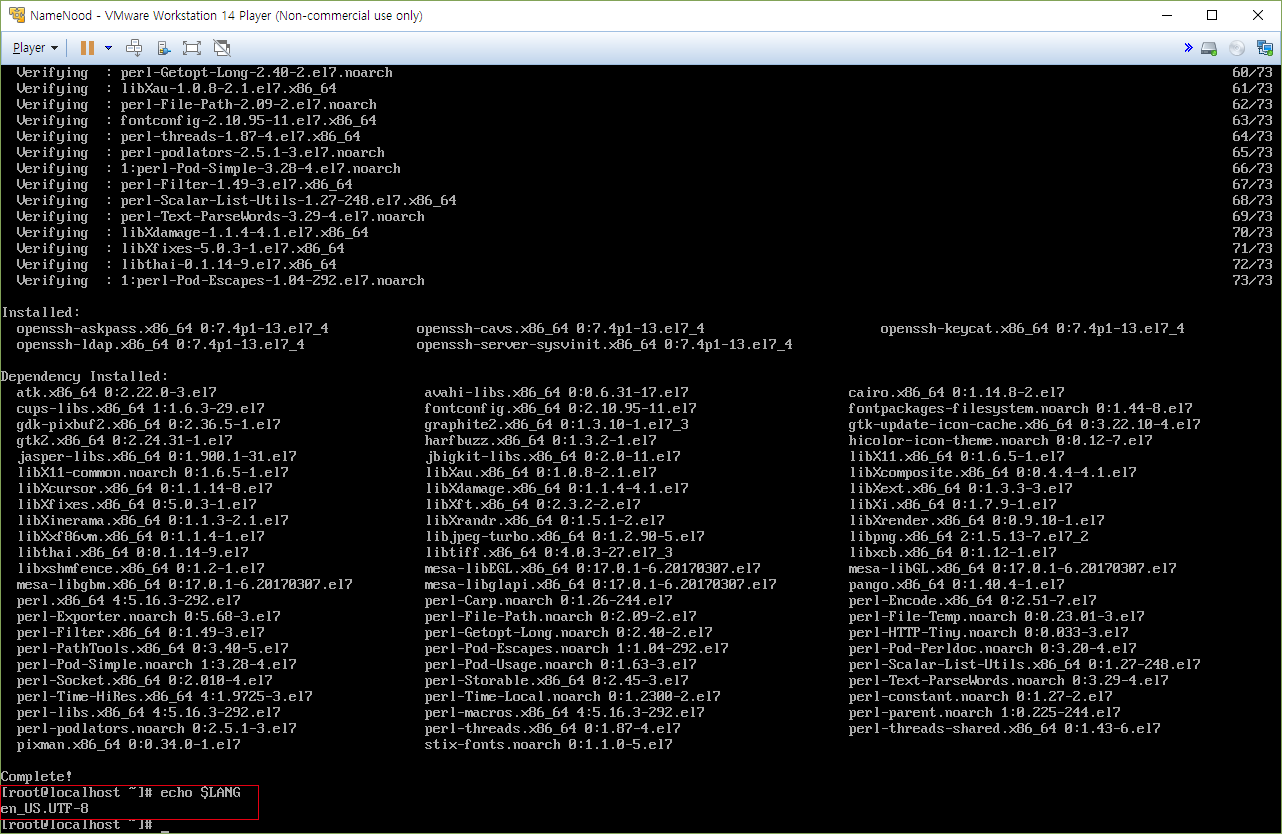 NameNood - VMware Workstation 14 Player (Non-commercial use only)
Player
Verifying : perl-Getopt-Long-2.40-2.el7.noarch 60/73
Verifying : libXau-1.0.8-2.1.el7.x86_64 61/73
Verifying : perl-File-Path-2.09-2.el7.noarch 62/73
Verifying : fontconfig-2.10.95-11.el7.x86_64 63/73
Verifying : perl-threads-1.87-4.el7.x86_64 64/73
Verifying : perl-podlators-2.5.1-3.el7.noarch 65/73
Verifying : 1:perl-Pod-Simple-3.28-4.el7.noarch 66/73
Verifying : perl-Filter-1.49-3.el7.x86_64 67/73
Verifying : perl-Scalar-List-Utils-1.27-248.el7.x86_64 68/73
Verifying : perl-Text-ParseWords-3.29-4.el7.noarch 69/73
Verifying : libXdamage-1.1.4-4.1.el7.x86_64 70/73
Verifying : libXfixes-5.0.3-1.el7.x86_64 71/73
Verifying : libthai-0.1.14-9.el7.x86_64 72/73
Verifying : 1:perl-Pod-Escapes-1.04-292.el7.noarch 73/73
Installed:
openssh-askpass.x86_64 0:7.4p1-13.el7_4 openssh-cavs.x86_64 0:7.4p1-13.el7_4 openssh-keycat.x86_64 0:7.4p1-13.el7_4
openssh-ldap.x86_64 0:7.4p1-13.el7_4 openssh-server-sysvinit.x86_64 0:7.4p1-13.el7_4
Dependency Installed:
atk.x86_64 0:2.22.0-3.el7 avahi-libs.x86_64 0:0.6.31-17.el7 cairo.x86_64 0:1.14.8-2.el7
cups-libs.x86_64 1:1.6.3-29.el7 fontconfig.x86_64 0:2.10.95-11.el7 fontpackages-filesystem.noarch 0:1.44-8.el7
gdk-pixbuf2.x86_64 0:2.36.5-1.el7 graphite2.x86_64 0:1.3.10-1.el7_3 gtk-update-icon-cache.x86_64 0:3.22.10-4.el7
gtk2.x86_64 0:2.24.31-1.el7 harfbuzz.x86_64 0:1.3.2-1.el7 hicolor-icon-theme.noarch 0:0.12-7.el7
jasper-libs.x86_64 0:1.900.1-31.el7 jbigkit-libs.x86_64 0:2.0-11.el7 libX11.x86_64 0:1.6.5-1.el7
libX11-common.noarch 0:1.6.5-1.el7 libXau.x86_64 0:1.0.8-2.1.el7 libXcomposite.x86_64 0:0.4.4-4.1.el7
libXcursor.x86_64 0:1.1.14-8.el7 libXdamage.x86_64 0:1.1.4-4.1.el7 libXext.x86_64 0:1.3.3-3.el7
libXfixes.x86_64 0:5.0.3-1.el7 libXft.x86_64 0:2.3.2-2.el7 libXi.x86_64 0:1.7.9-1.el7
libXinerama.x86_64 0:1.1.3-2.1.el7 libXrandr.x86_64 0:1.5.1-2.el7 libXrender.x86_64 0:0.9.10-1.el7
libXxf86vm.x86_64 0:1.1.4-1.el7 libjpeg-turbo.x86_64 0:1.2.90-5.el7 libpng.x86_64 2:1.5.13-7.el7_2
libthai.x86_64 0:0.1.14-9.el7 libtiff.x86_64 0:4.0.3-27.el7_3 libxcb.x86_64 0:1.12-1.el7
libxshmfence.x86_64 0:1.2-1.el7 mesa-libEGL.x86_64 0:17.0.1-6.20170307.el7 mesa-libGL.x86_64 0:17.0.1-6.20170307.el7
mesa-libgbm.x86_64 0:17.0.1-6.20170307.el7 mesa-libglapi.x86_64 0:17.0.1-6.20170307.el7 pango.x86_64 0:1.40.4-1.el7
perl.x86_64 4:5.16.3-292.el7 perl-Carp.noarch 0:1.26-244.el7 perl-Encode.x86_64 0:2.51-7.el7
perl-Exporter.noarch 0:5.68-3.el7 perl-File-Path.noarch 0:2.09-2.el7 perl-File-Temp.noarch 0:0.23.01-3.el7
perl-Filter.x86_64 0:1.49-3.el7 perl-Getopt-Long.noarch 0:2.40-2.el7 perl-HTTP-Tiny.noarch 0:0.033-3.el7
perl-PathTools.x86_64 0:3.40-5.el7 perl-Pod-Escapes.noarch 1:1.04-292.el7 perl-Pod-Perldoc.noarch 0:3.20-4.el7
perl-Pod-Simple.noarch 1:3.28-4.el7 perl-Pod-Usage.noarch 0:1.63-3.el7 perl-Scalar-List-Utils.x86_64 0:1.27-248.el7
perl-Socket.x86_64 0:2.010-4.el7 perl-Storable.x86_64 0:2.45-3.el7 perl-Text-ParseWords.noarch 0:3.29-4.el7
perl-Time-HiRes.x86_64 4:1.9725-3.el7 perl-Time-Local.noarch 0:1.2300-2.el7 perl-constant.noarch 0:1.27-2.el7
perl-libs.x86_64 4:5.16.3-292.el7 perl-macros.x86_64 4:5.16.3-292.el7 perl-parent.noarch 1:0.225-244.el7
perl-podlators.noarch 0:2.5.1-3.el7 perl-threads.x86_64 0:1.87-4.el7 perl-threads-shared.x86_64 0:1.43-6.el7
pixman.x86_64 0:0.34.0-1.el7 stix-fonts.noarch 0:1.1.0-5.el7
Complete!
[root@localhost ~]# echo $LANG
en_US.UTF-8
[root@localhost ~]# _